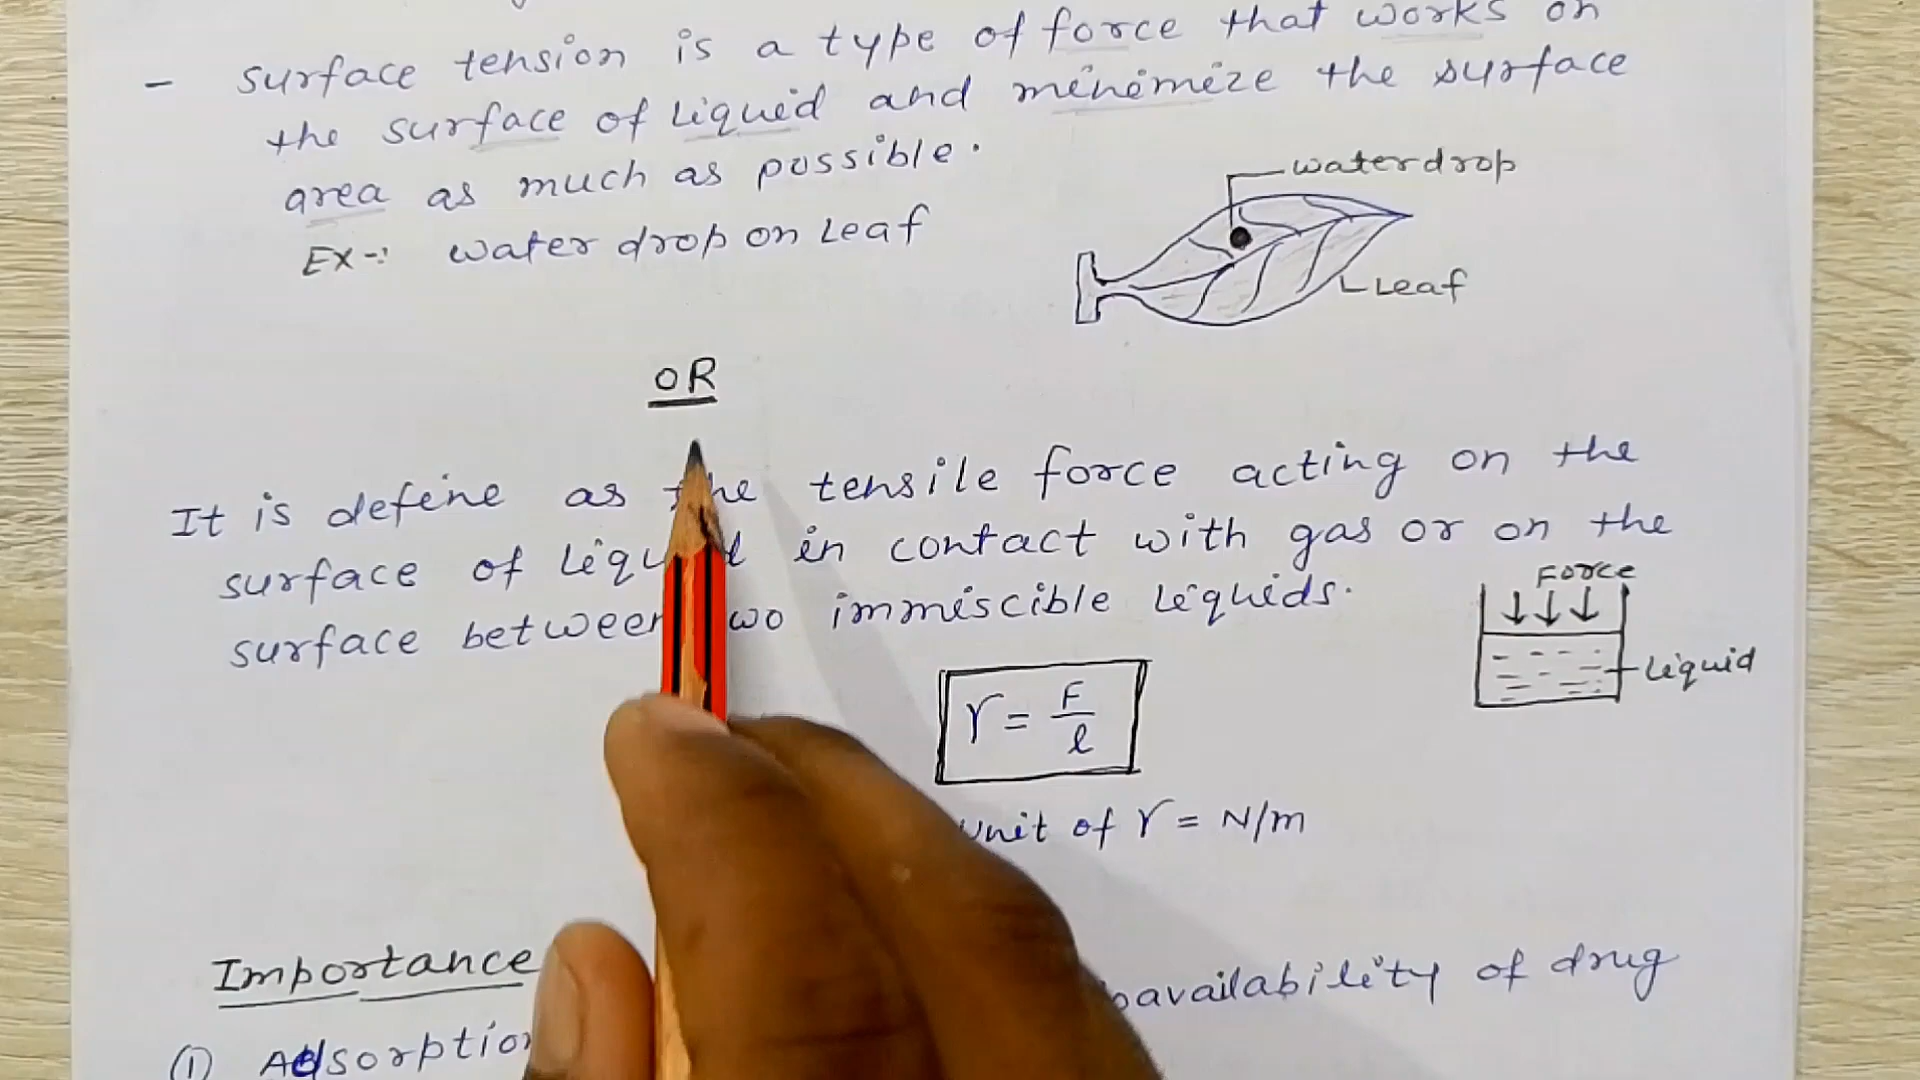 - surface tension is a type of force that works on
the surface of liquid and minimize the surface
area as much as possible.
Ex-: water drop on Leaf
waterdrop
Leaf
OR
It is define as the tensile force acting on the
surface of liquid in contact with gas or on the
surface between two immiscible liquids.
Force
liquid
γ = F/l
unit of γ = N/m
Importance
availability of drug
① Adsorption